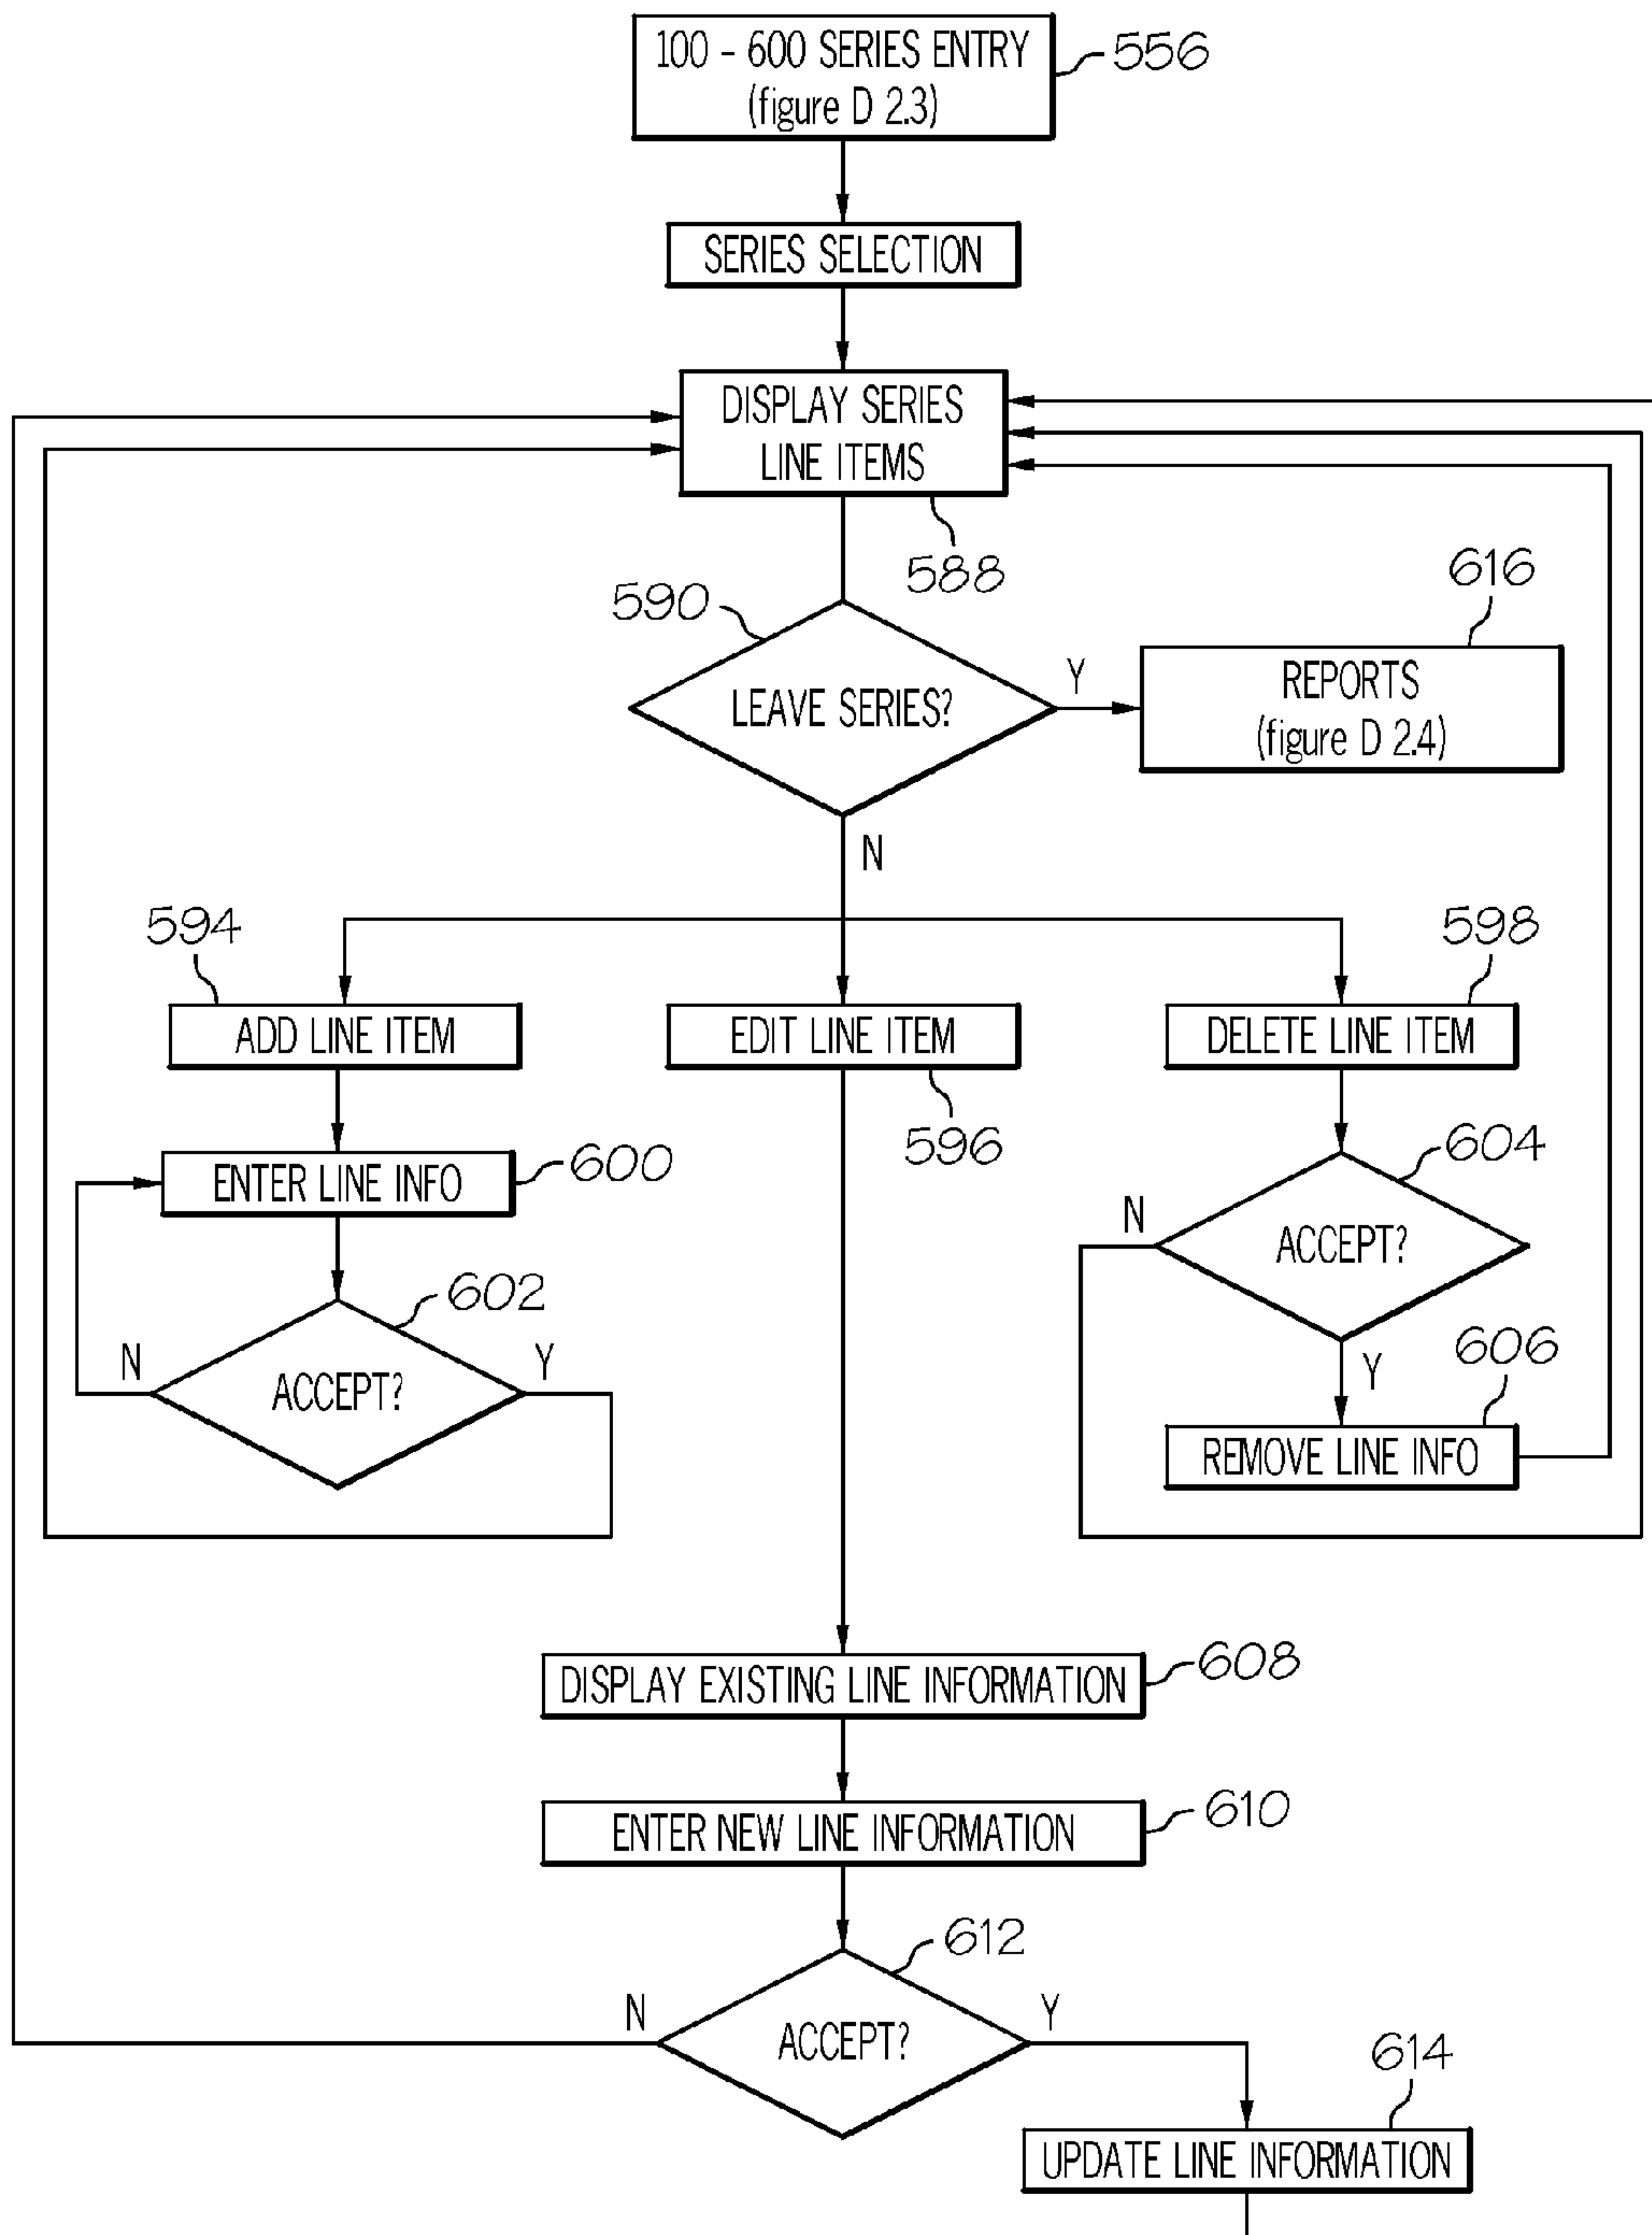 100 - 600 SERIES ENTRY
(figure D 2.3)
556
SERIES SELECTION
DISPLAY SERIES
LINE ITEMS
588
590
LEAVE SERIES?
Y
616
REPORTS
(figure D 2.4)
N
594
598
ADD LINE ITEM
EDIT LINE ITEM
DELETE LINE ITEM
596
600
ENTER LINE INFO
604
N
ACCEPT?
602
N
Y
ACCEPT?
Y
606
REMOVE LINE INFO
608
DISPLAY EXISTING LINE INFORMATION
610
ENTER NEW LINE INFORMATION
612
N
Y
ACCEPT?
614
UPDATE LINE INFORMATION